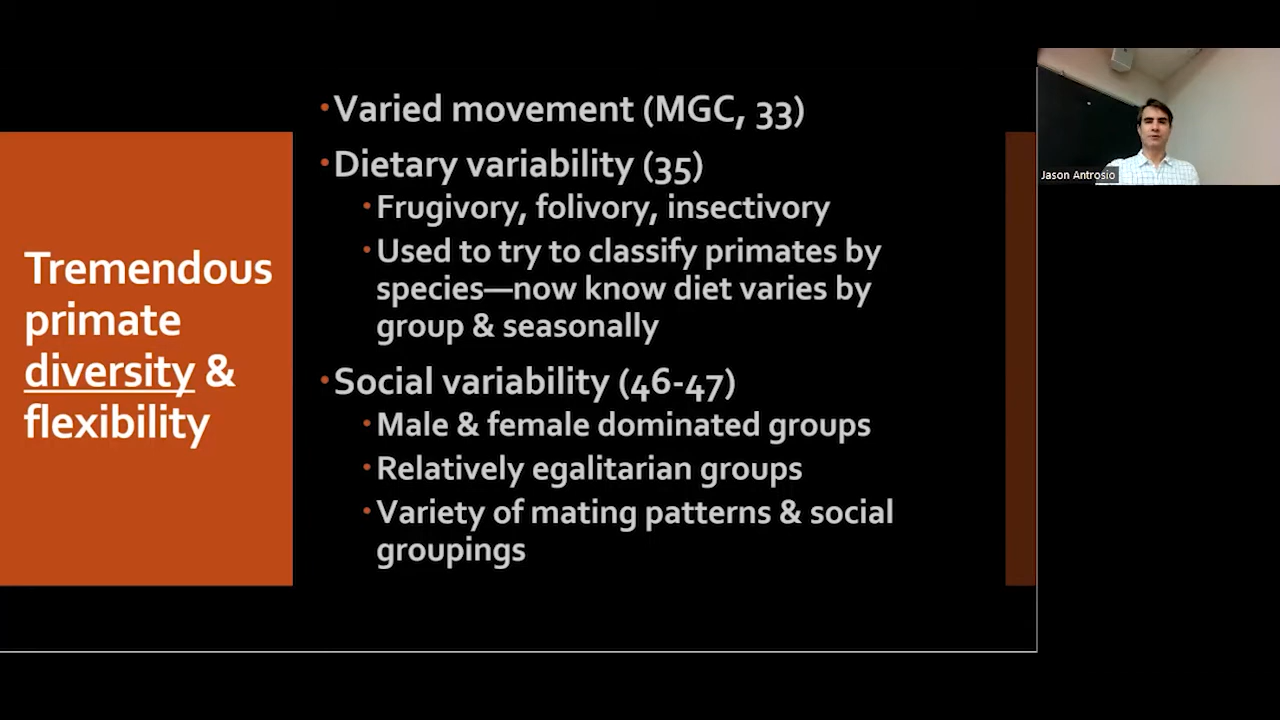 Tremendous
primate
diversity &
flexibility
•Varied movement (MGC, 33)
•Dietary variability (35)
•Frugivory, folivory, insectivory
•Used to try to classify primates by
species—now know diet varies by
group & seasonally
•Social variability (46-47)
•Male & female dominated groups
•Relatively egalitarian groups
•Variety of mating patterns & social
groupings
Jason Antrosio